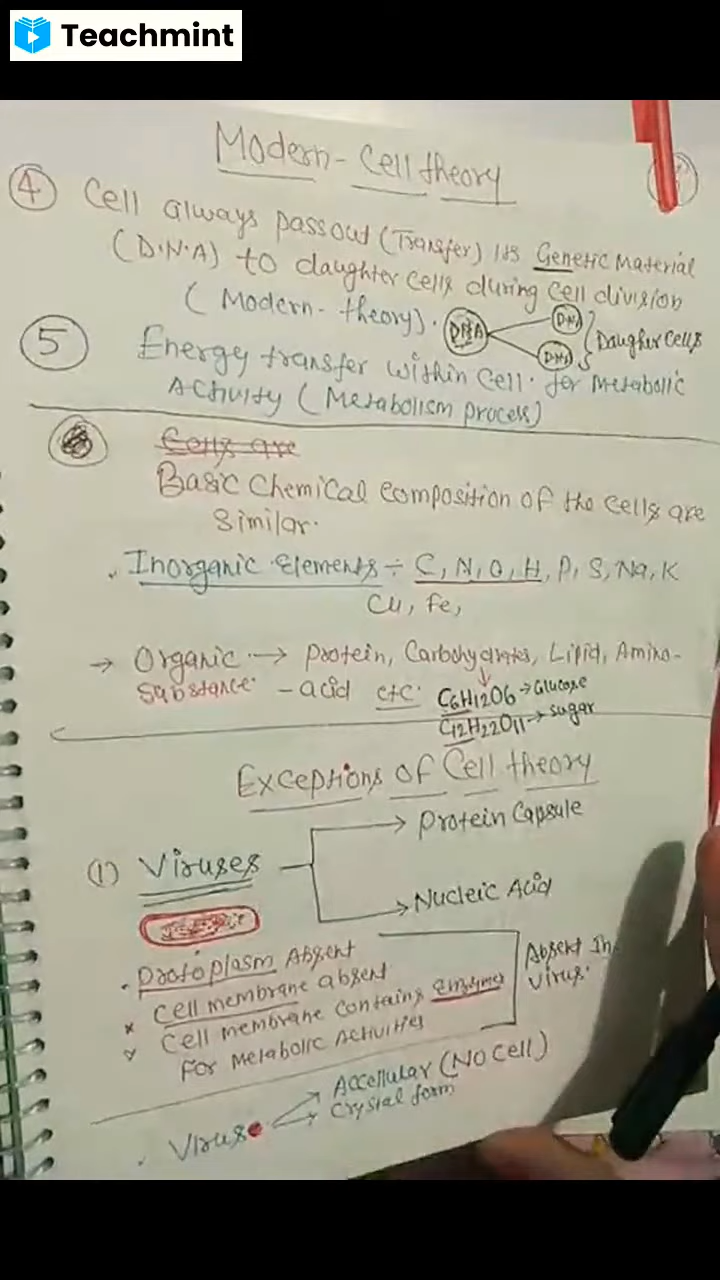 Teachmint
Modern - Cell theory
④ Cell always passout (Transfer) its Genetic Material
(D.N.A) to daughter cells during cell division
(Modern-theory).
DNA
DNA
DNA
Daugher cells
⑤ Energy transfer within cell. for Metabolic
Activity (Metabolism process)
Cells are
Basic Chemical composition of the cells are
similar.
Inorganic Elements ÷ C, N, O, H, P, S, Na, K
Cu, Fe,
→ Organic → Protein, Carbohydrates, Lipid, Amino-
Substance. - acid etc.
C6H12O6 → Glucose
C12H22O11 → sugar
Exceptions of Cell theory
(1) Viruses
→ Protein Capsule
→ Nucleic Acid
. Protoplasm Absent
Cell membrane absent
Cell membrane Contains Enzymes
For Metabolic Activities
Absent In
Virus.
. Virus
Accellular (NO Cell)
Crystal form